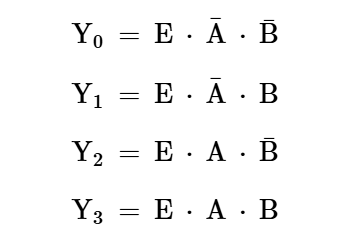 Y₀ = E · Ā · B̄
Y₁ = E · Ā · B
Y₂ = E · A · B̄
Y₃ = E · A · B